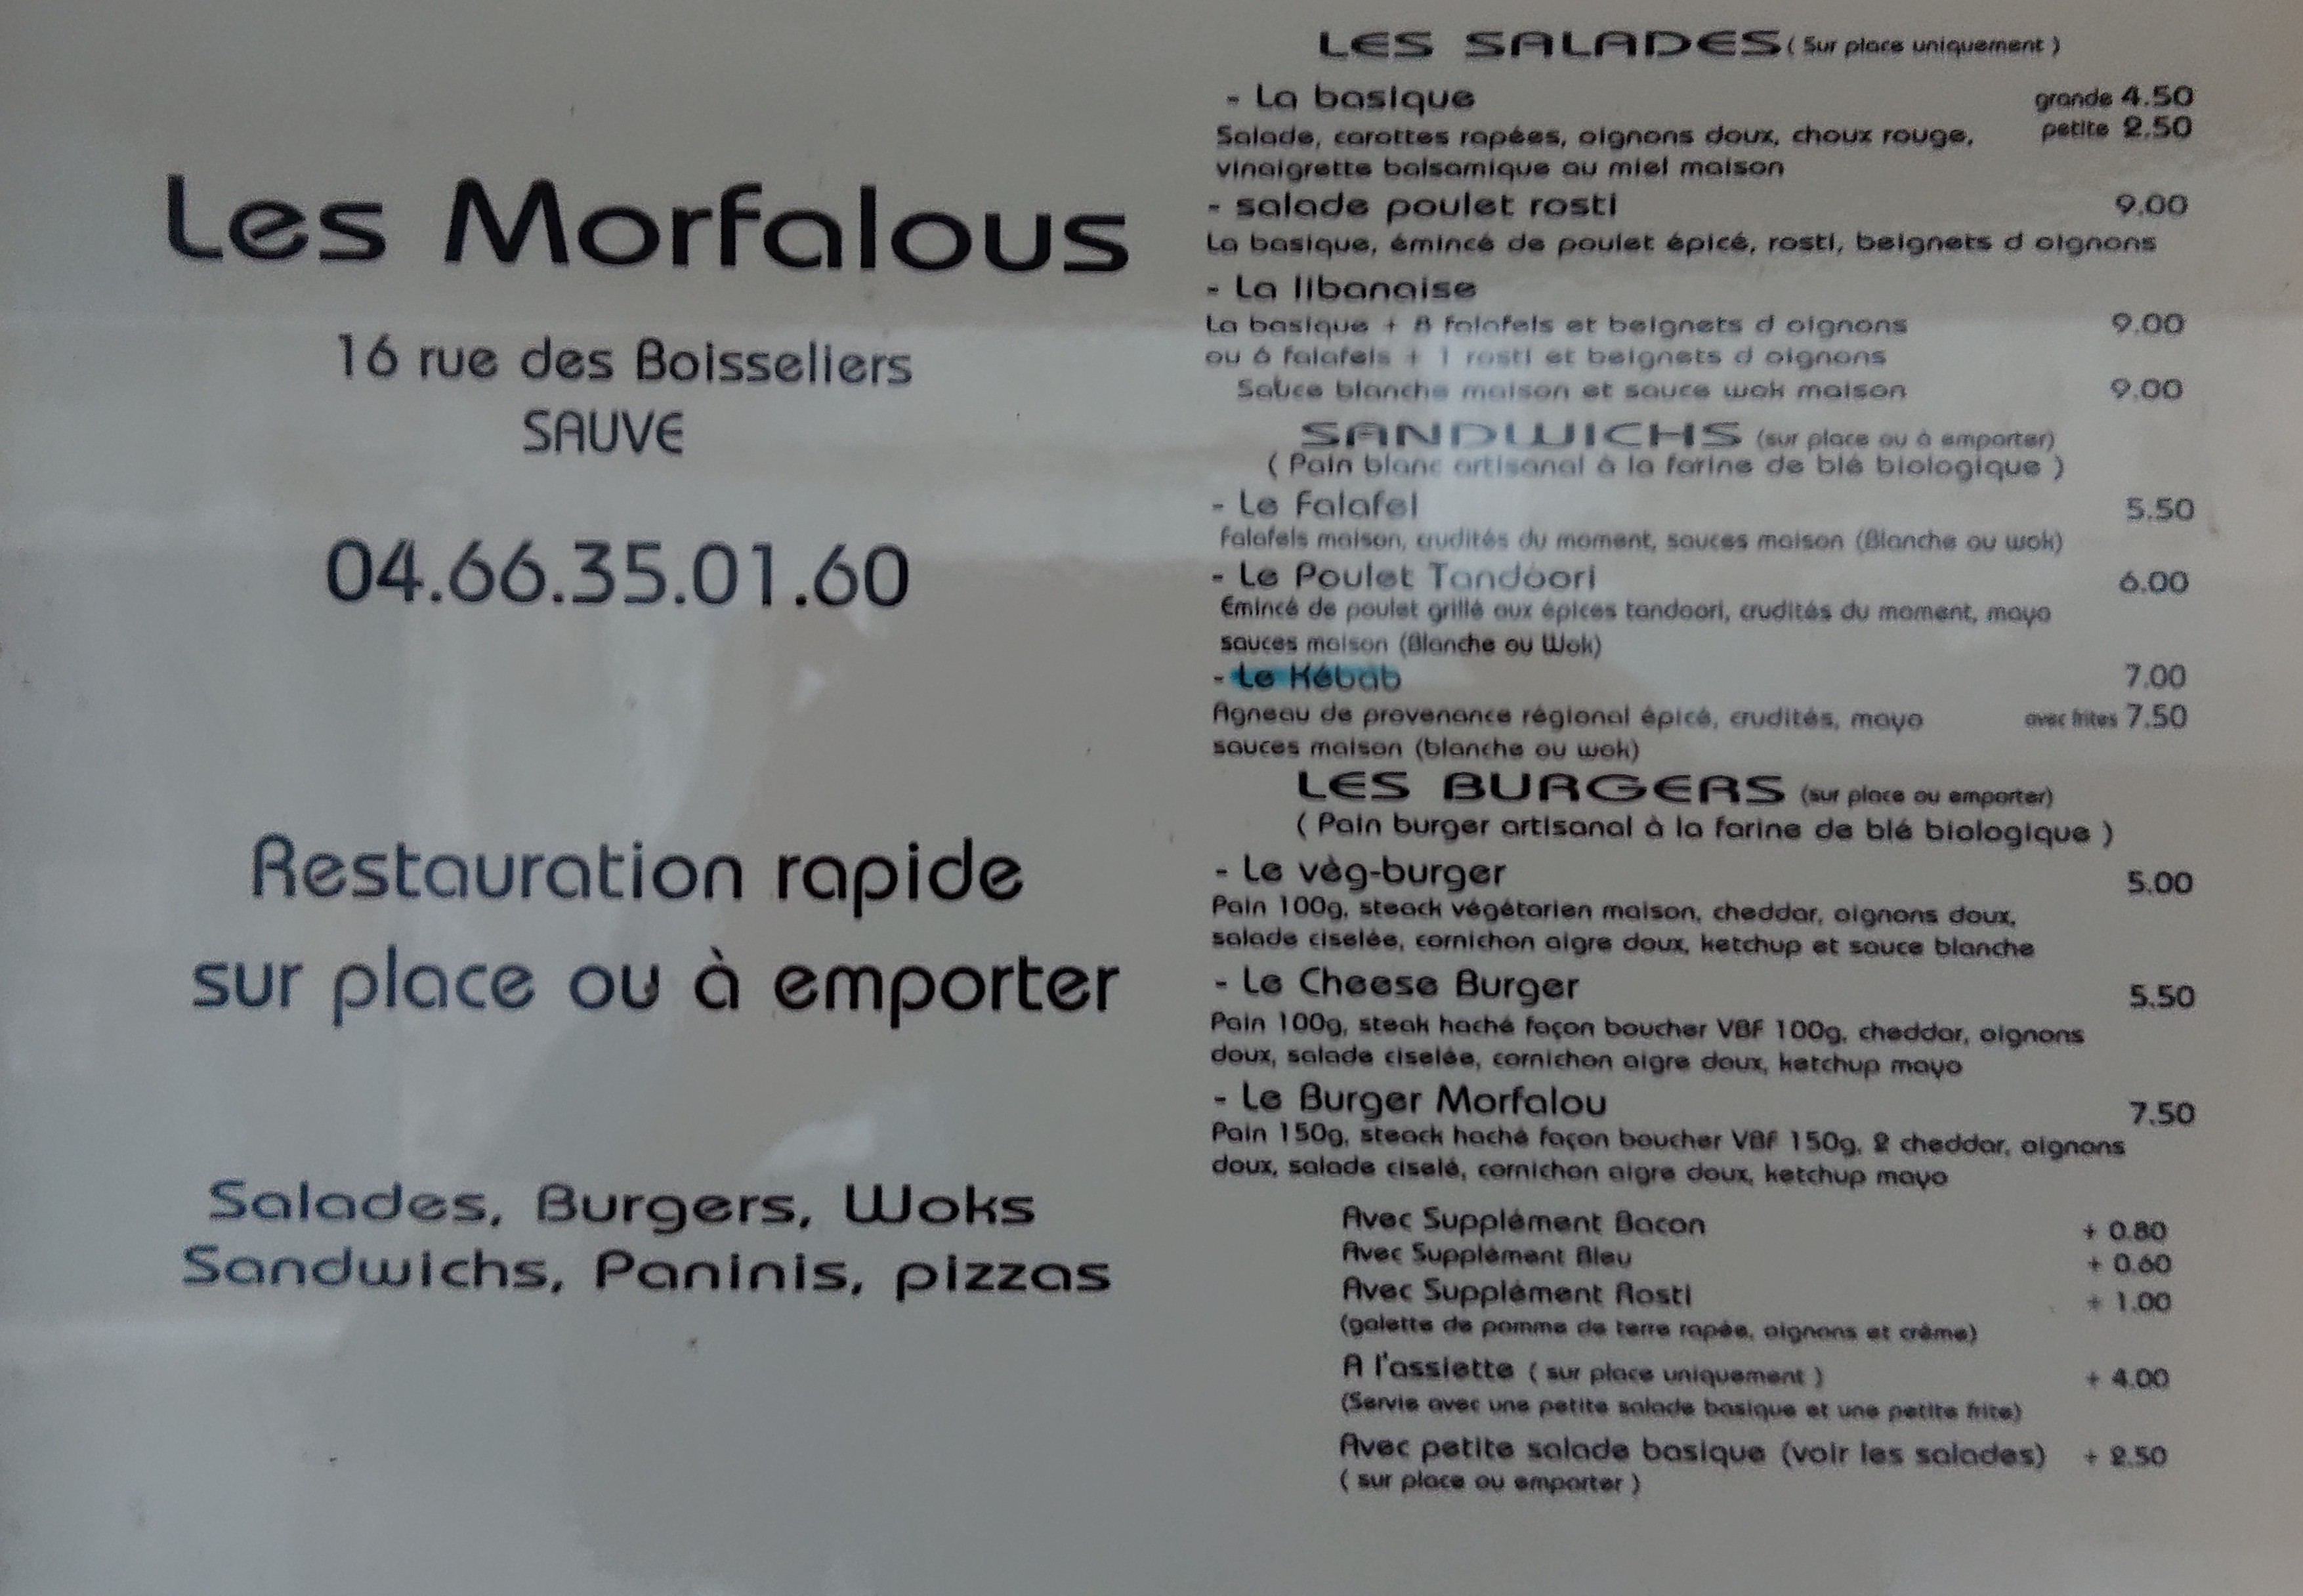 Les Morfalous
16 rue des Boisseliers
SAUVE
04.66.35.01.60
Restauration rapide
sur place ou à emporter
Salades, Burgers, Woks
Sandwichs, Paninis, pizzas
LES SALADES ( Sur place uniquement )
- La basique grande 4.50
Salade, carottes rapées, oignons doux, choux rouge, petite 2.50
vinaigrette balsamique au miel maison
- salade poulet rosti 9.00
La basique, émincé de poulet épicé, rosti, beignets d oignons
- La libanaise
La basique + 8 falafels et beignets d oignons 9.00
ou 6 falafels + 1 rosti et beignets d oignons
Sauce blanche maison et sauce wok maison 9.00
SANDWICHS (sur place ou à emporter)
( Pain blanc artisanal à la farine de blé biologique )
- Le Falafel 5.50
Falafels maison, crudités du moment, sauces maison (Blanche ou wok)
- Le Poulet Tandoori 6.00
Emincé de poulet grillé aux épices tandoori, crudités du moment, mayo
sauces maison (Blanche ou Wok)
- Le Kébab 7.00
Agneau de provenance régional épicé, crudités, mayo avec frites 7.50
sauces maison (blanche ou wok)
LES BURGERS (sur place ou emporter)
( Pain burger artisanal à la farine de blé biologique )
- Le vèg-burger 5.00
Pain 100g, steack végétarien maison, cheddar, oignons doux,
salade ciselée, cornichon aigre doux, ketchup et sauce blanche
- Le Cheese Burger 5.50
Pain 100g, steak haché façon boucher VBF 100g, cheddar, oignons
doux, salade ciselée, cornichon aigre doux, ketchup mayo
- Le Burger Morfalou 7.50
Pain 150g, steack haché façon boucher VBF 150g, 2 cheddar, oignons
doux, salade ciselé, cornichon aigre doux, ketchup mayo
Avec Supplément Bacon + 0.80
Avec Supplément Bleu + 0.60
Avec Supplément Rosti + 1.00
(galette de pomme de terre rapée, oignons et crême)
A l'assiette ( sur place uniquement ) + 4.00
(Servie avec une petite salade basique et une petite frite)
Avec petite salade basique (voir les salades) + 2.50
( sur place ou emporter )